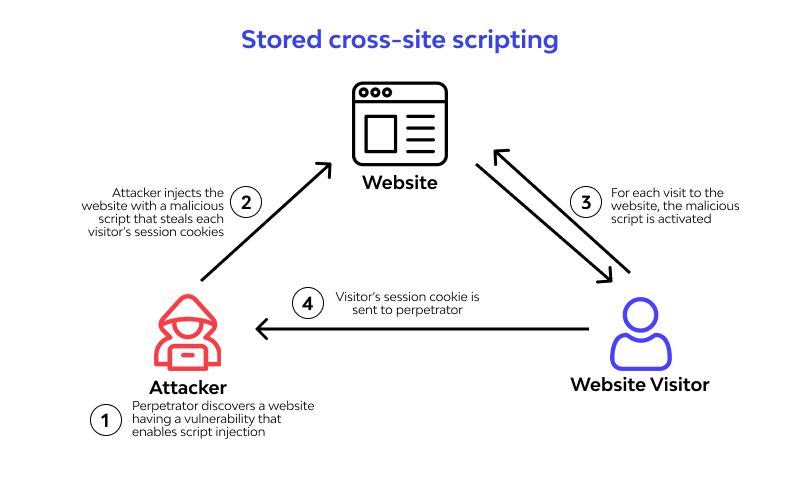 Stored cross-site scripting
Website
Attacker injects the
website with a malicious
script that steals each
visitor's session cookies
2
3
For each visit to the
website, the malicious
script is activated
4
Visitor's session cookie is
sent to perpetrator
Attacker
Website Visitor
1
Perpetrator discovers a website
having a vulnerability that
enables script injection